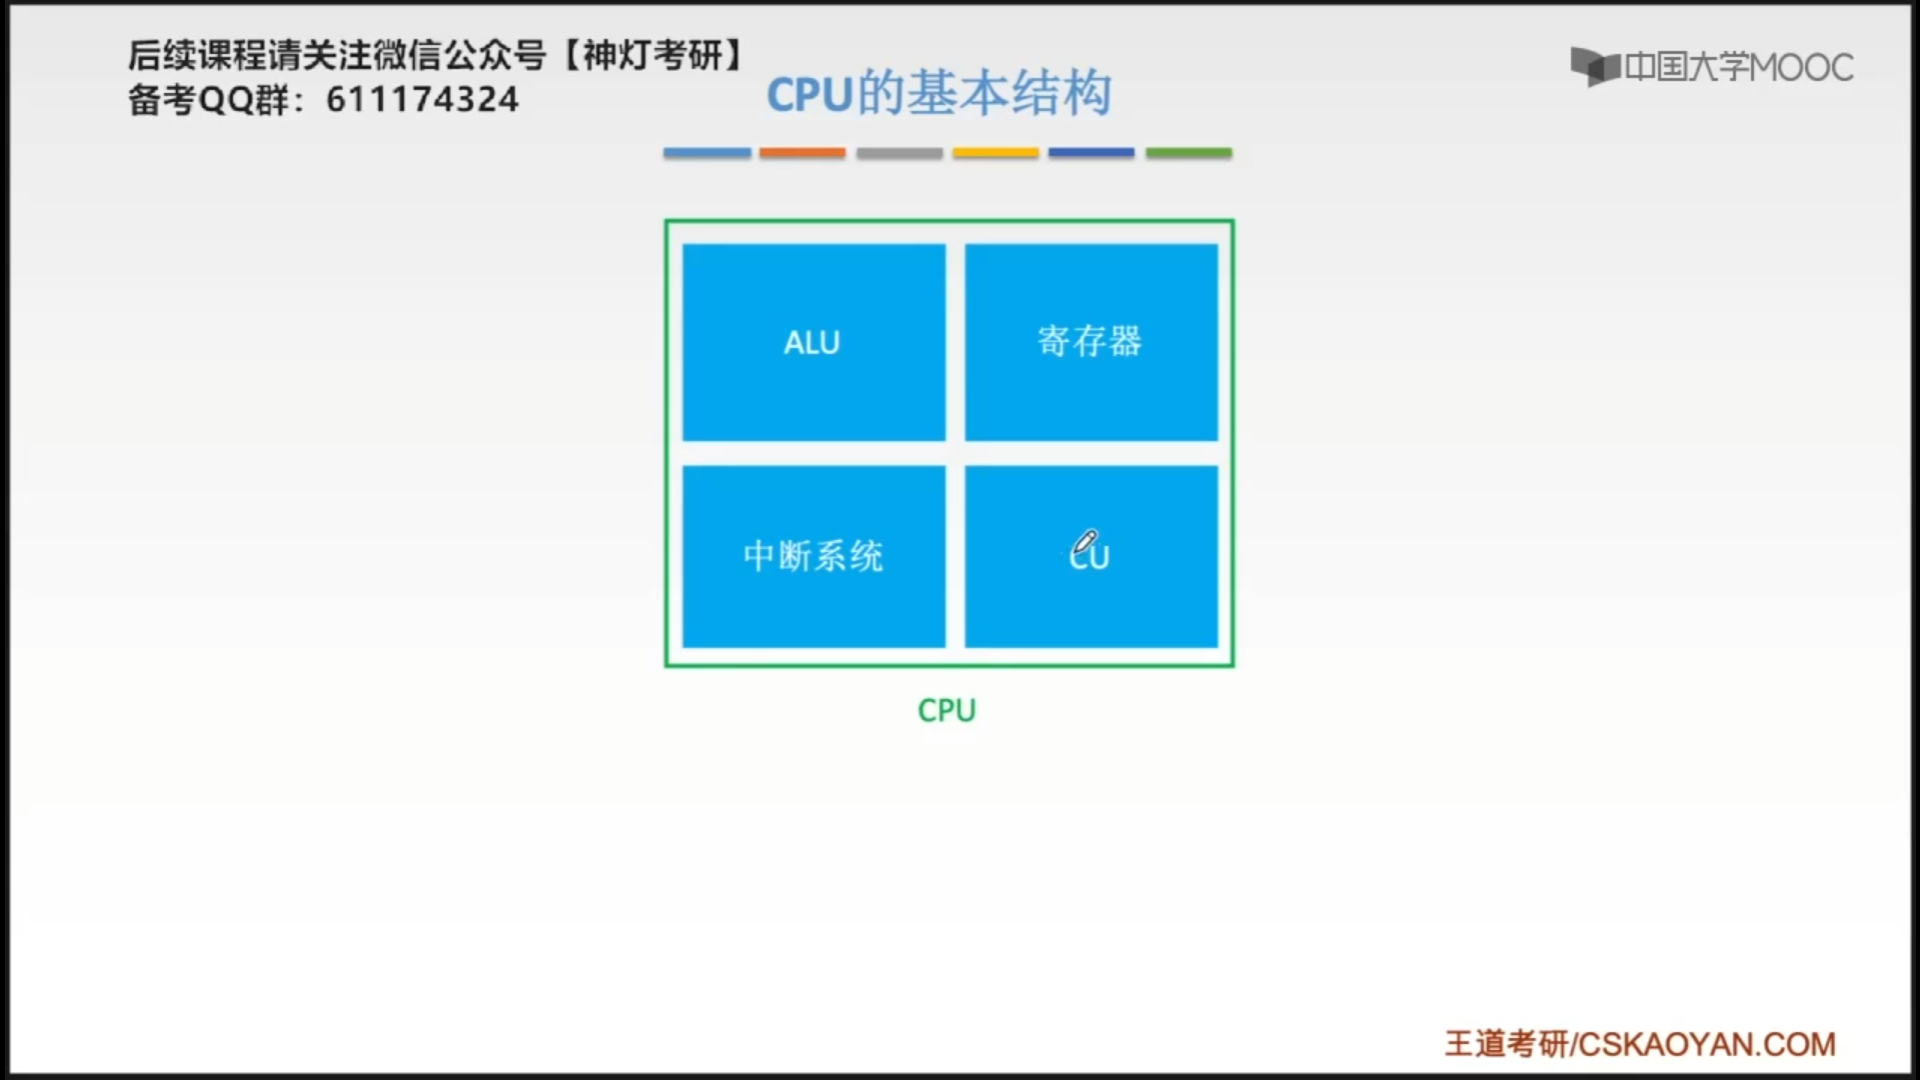 后续课程请关注微信公众号【神灯考研】
备考QQ群：611174324
CPU的基本结构
中国大学MOOC
ALU
寄存器
中断系统
CU
CPU
王道考研/CSKAOYAN.COM